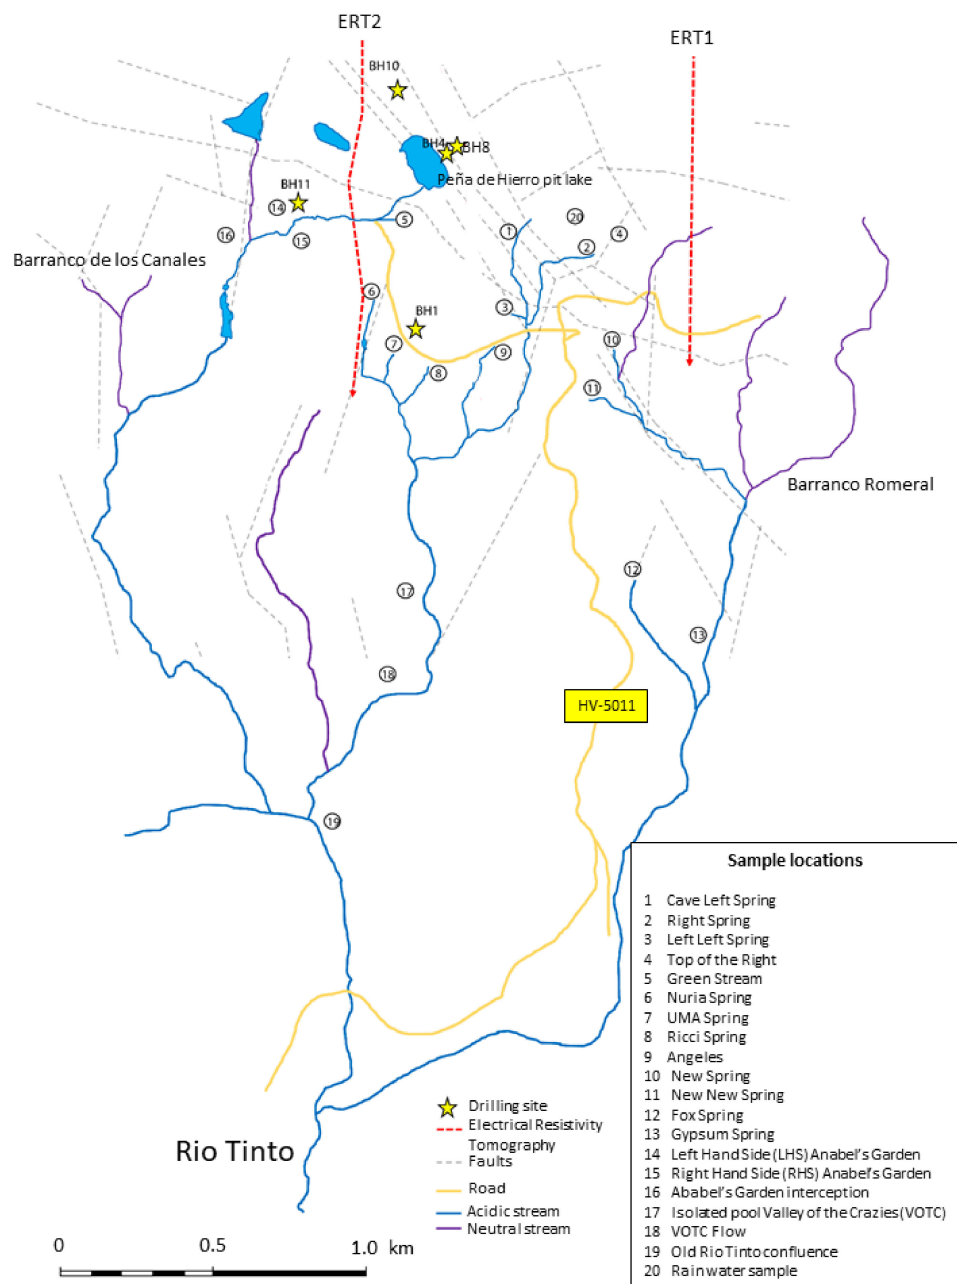 ERT2
ERT1
BH10
BH4
BH8
Peña de Hierro pit lake
BH11
14
20
1
4
5
16
15
2
Barranco de los Canales
6
3
BH1
10
7
9
8
11
Barranco Romeral
12
17
13
18
HV-5011
19
Sample locations
1 Cave Left Spring
2 Right Spring
3 Left Left Spring
4 Top of the Right
5 Green Stream
6 Nuria Spring
7 UMA Spring
8 Ricci Spring
9 Angeles
10 New Spring
11 New New Spring
12 Fox Spring
13 Gypsum Spring
14 Left Hand Side (LHS) Anabel's Garden
15 Right Hand Side (RHS) Anabel's Garden
16 Ababel's Garden interception
17 Isolated pool Valley of the Crazies (VOTC)
18 VOTC Flow
19 Old Rio Tinto confluence
20 Rain water sample
Rio Tinto
Drilling site
Electrical Resistivity
Tomography
Faults
Road
Acidic stream
Neutral stream
0 0.5 1.0 km